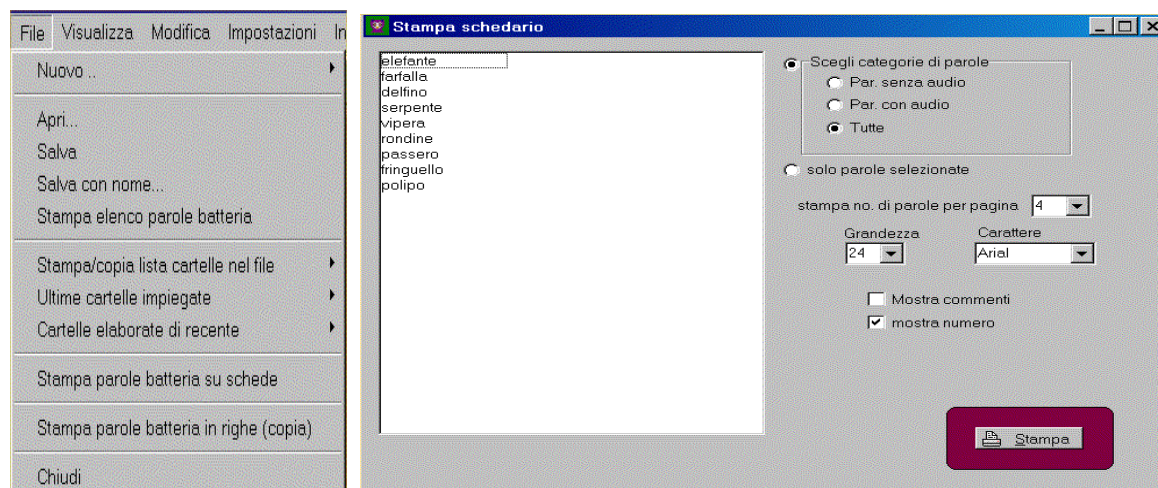 File Visualizza Modifica Impostazioni In
Nuovo ..
Apri...
Salva
Salva con nome...
Stampa elenco parole batteria
Stampa/copia lista cartelle nel file
Ultime cartelle impiegate
Cartelle elaborate di recente
Stampa parole batteria su schede
Stampa parole batteria in righe (copia)
Chiudi
Stampa schedario
elefante
farfalla
delfino
serpente
vipera
rondine
passero
fringuello
polipo
Scegli categorie di parole
Par. senza audio
Par. con audio
Tutte
solo parole selezionate
stampa no. di parole per pagina 4
Grandezza Carattere
24 Arial
Mostra commenti
mostra numero
Stampa